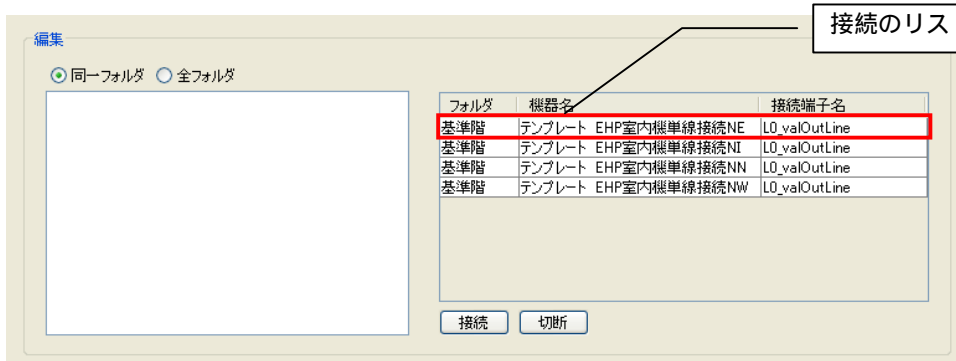 接続のリス
編集
同一フォルダ 全フォルダ
フォルダ 機器名 接続端子名
基準階 テンプレート EHP室内機単線接続NE L0_valOutLine
基準階 テンプレート EHP室内機単線接続NI L0_valOutLine
基準階 テンプレート EHP室内機単線接続NN L0_valOutLine
基準階 テンプレート EHP室内機単線接続NW L0_valOutLine
接続 切断